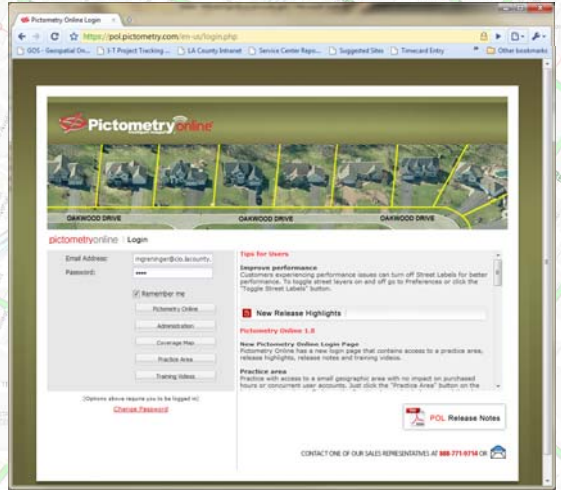 Pictometry Online Login
https://pol.pictometry.com/en-us/login.php
GOS - Geospatial On... I-T Project Tracking ... LA County Intranet Service Center Repo... Suggested Sites Timecard Entry Other bookmarks
Pictometry online
OAKWOOD DRIVE OAKWOOD DRIVE OAKWOOD DRIVE
pictometryonline | Login
Email Address: mgreninger@cio.lacounty.
Password: ••••
Remember me
Pictometry Online
Administration
Coverage Map
Practice Area
Training Videos
(Options above require you to be logged in)
Change Password
Tips for Users
Improve performance
Customers experiencing performance issues can turn off Street Labels for better
performance. To toggle street layers on and off go to Preferences or click the
"Toggle Street Labels" button.
New Release Highlights
Pictometry Online 1.8
New Pictometry Online Login Page
Pictometry Online has a new login page that contains access to a practice area,
release highlights, release notes and training videos.
Practice area
Practice with access to a small geographic area with no impact on purchased
hours or concurrent user accounts. Just click the "Practice Area" button on the
POL Release Notes
CONTACT ONE OF OUR SALES REPRESENTATIVES AT 888-771-9714 OR